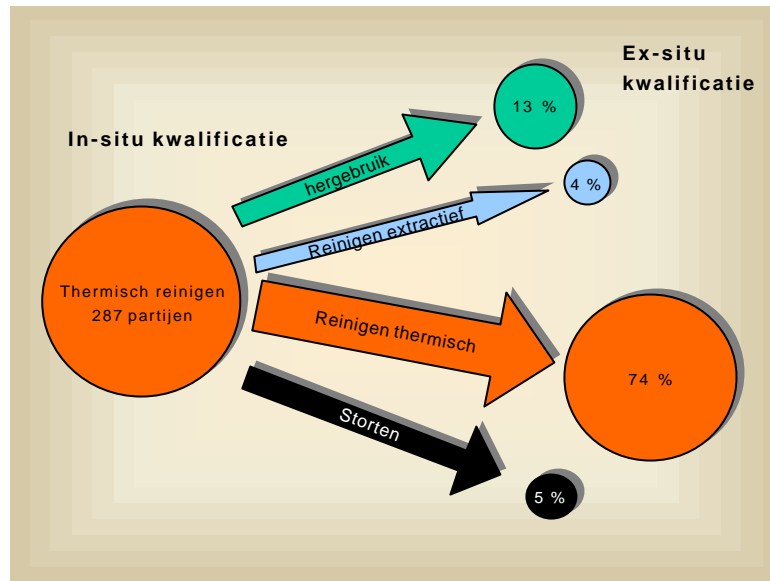 Ex-situ
kwalificatie
13 %
In-situ kwalificatie
hergebruik
4 %
Reinigen extractief
Thermisch reinigen
287 partijen
Reinigen thermisch
74 %
Storten
5 %